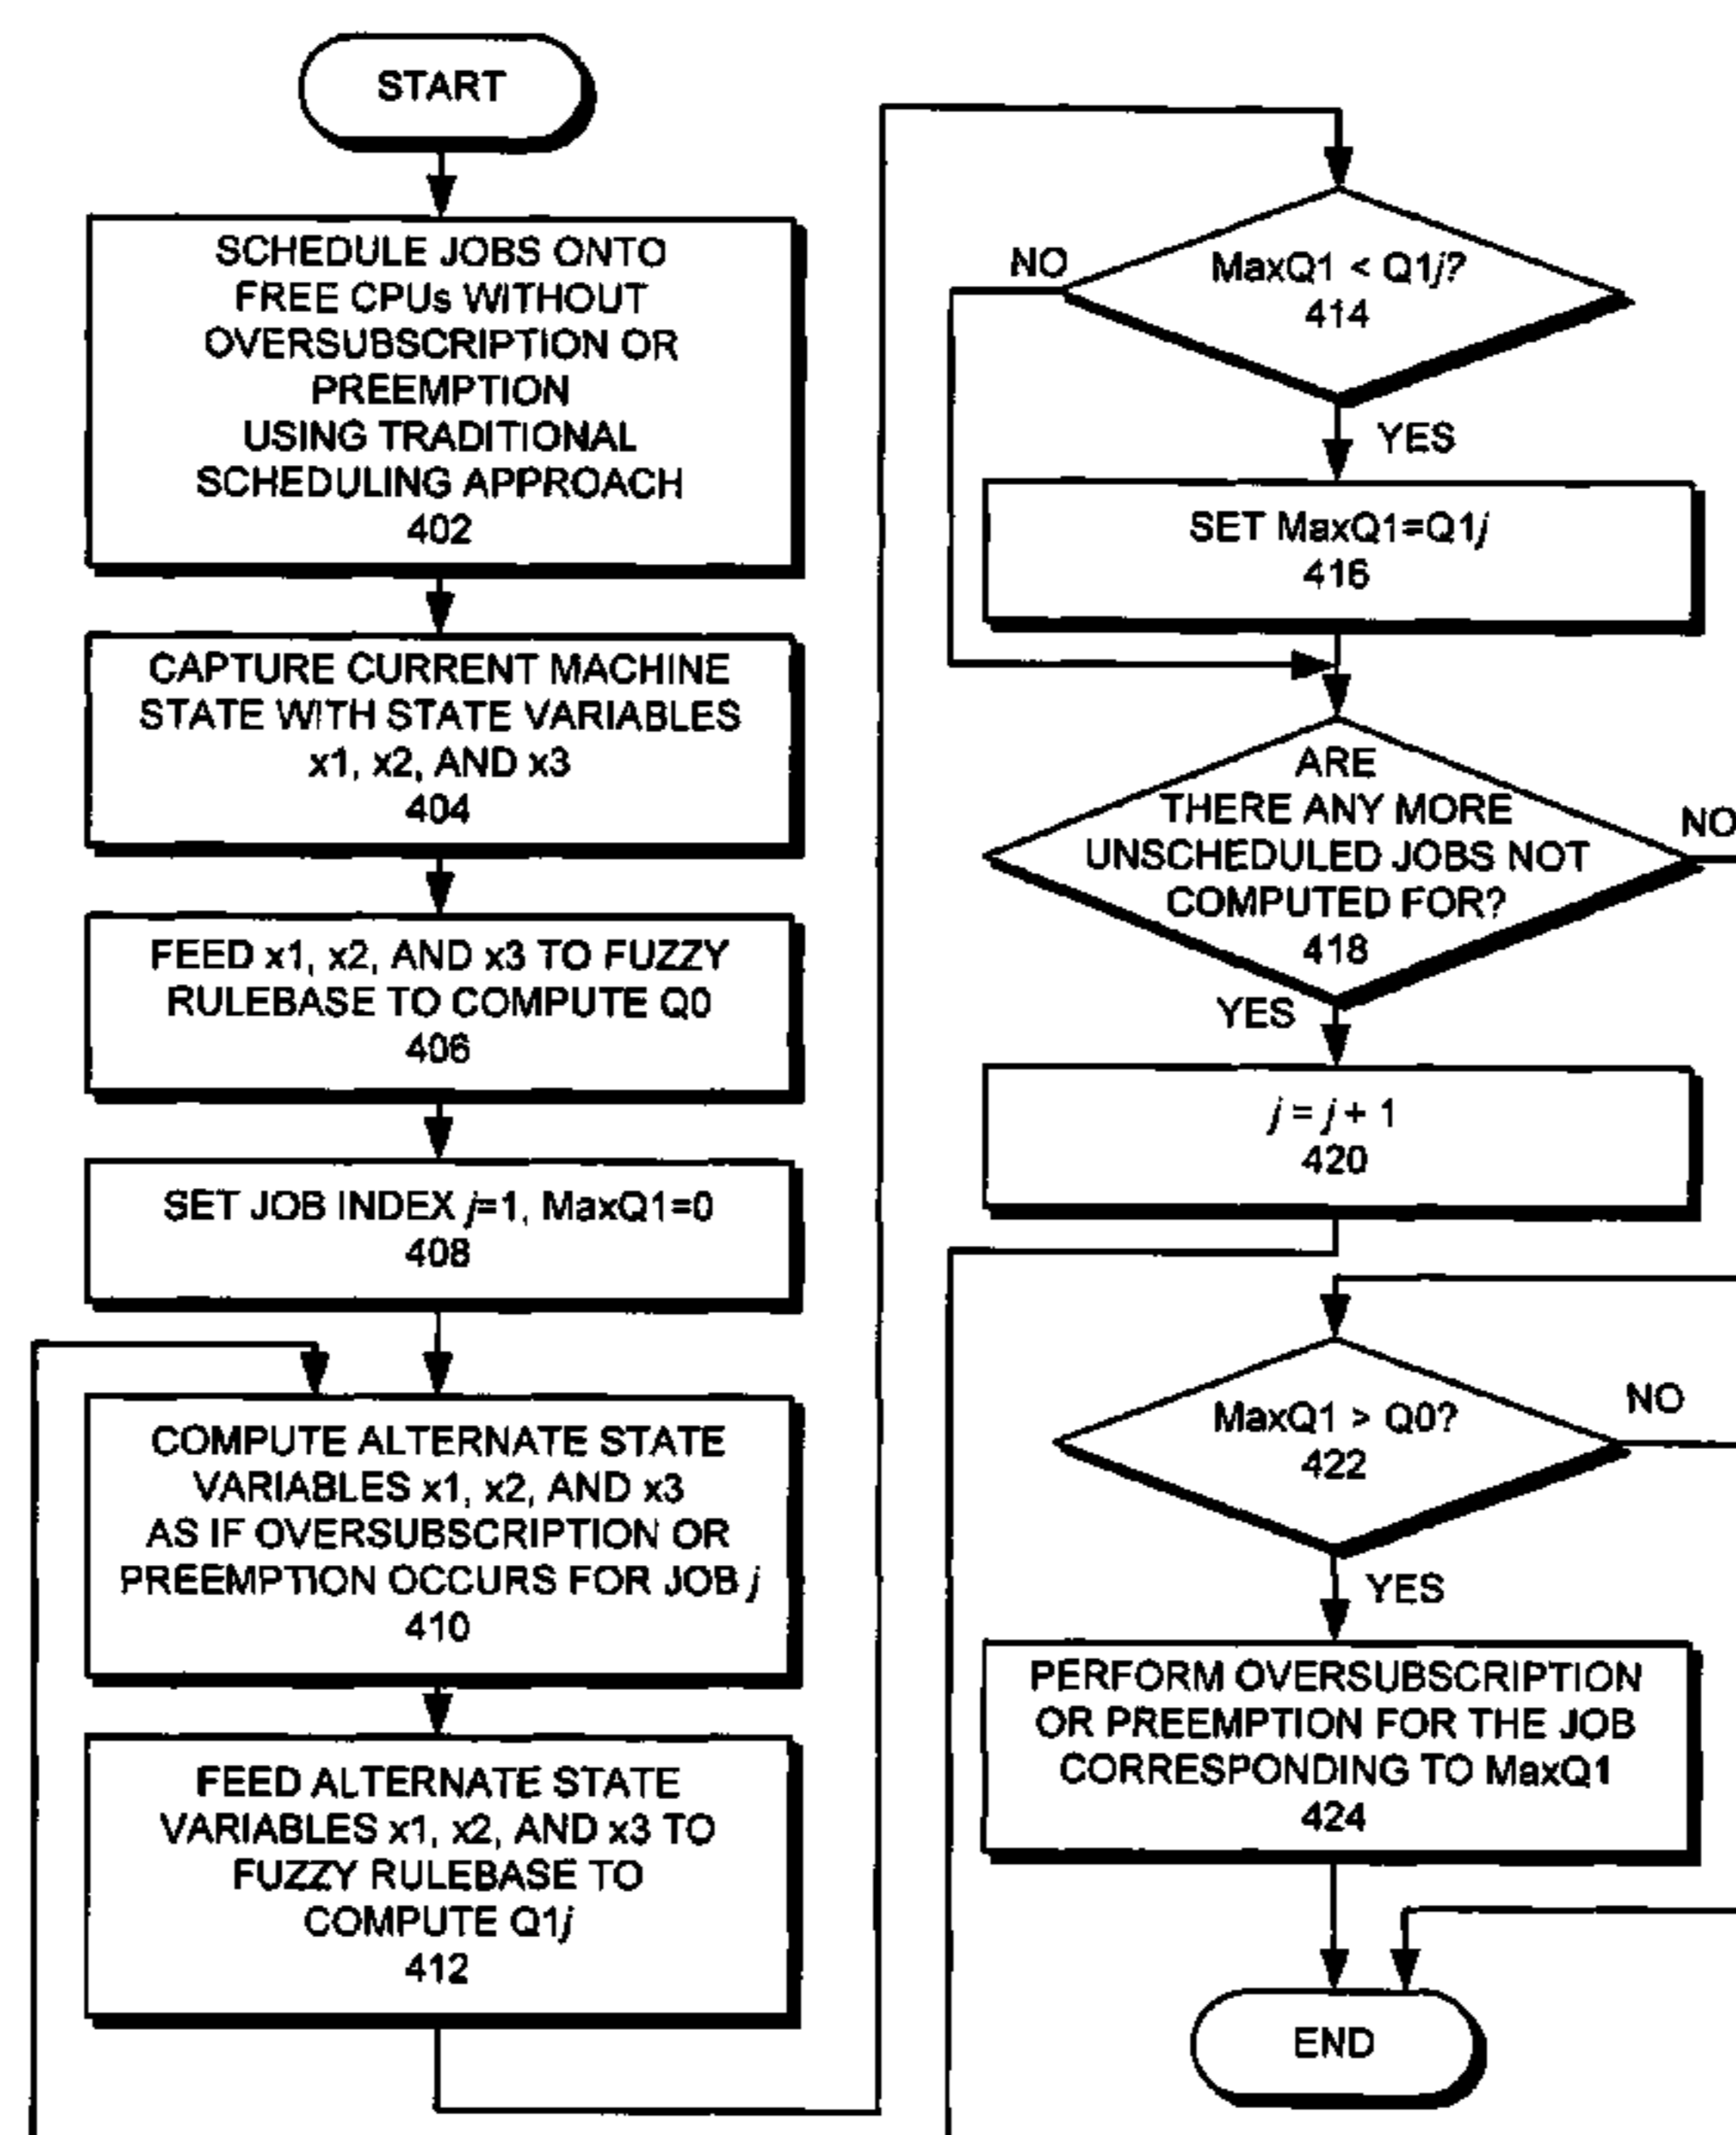 START
SCHEDULE JOBS ONTO
FREE CPUs WITHOUT
OVERSUBSCRIPTION OR
PREEMPTION
USING TRADITIONAL
SCHEDULING APPROACH
402
CAPTURE CURRENT MACHINE
STATE WITH STATE VARIABLES
x1, x2, AND x3
404
FEED x1, x2, AND x3 TO FUZZY
RULEBASE TO COMPUTE Q0
406
SET JOB INDEX j=1, MaxQ1=0
408
COMPUTE ALTERNATE STATE
VARIABLES x1, x2, AND x3
AS IF OVERSUBSCRIPTION OR
PREEMPTION OCCURS FOR JOB j
410
FEED ALTERNATE STATE
VARIABLES x1, x2, AND x3 TO
FUZZY RULEBASE TO
COMPUTE Q1j
412
NO
MaxQ1 < Q1j?
414
YES
SET MaxQ1=Q1j
416
ARE
THERE ANY MORE
UNSCHEDULED JOBS NOT
COMPUTED FOR?
418
NO
YES
j = j + 1
420
MaxQ1 > Q0?
422
NO
YES
PERFORM OVERSUBSCRIPTION
OR PREEMPTION FOR THE JOB
CORRESPONDING TO MaxQ1
424
END